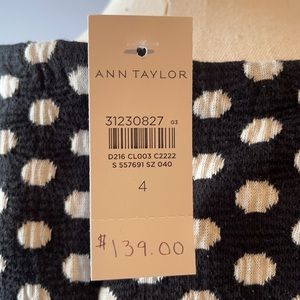 ANN TAYLOR
31230827 03
D216 CL003 C2222
S 557691 SZ 040
4
$139.00